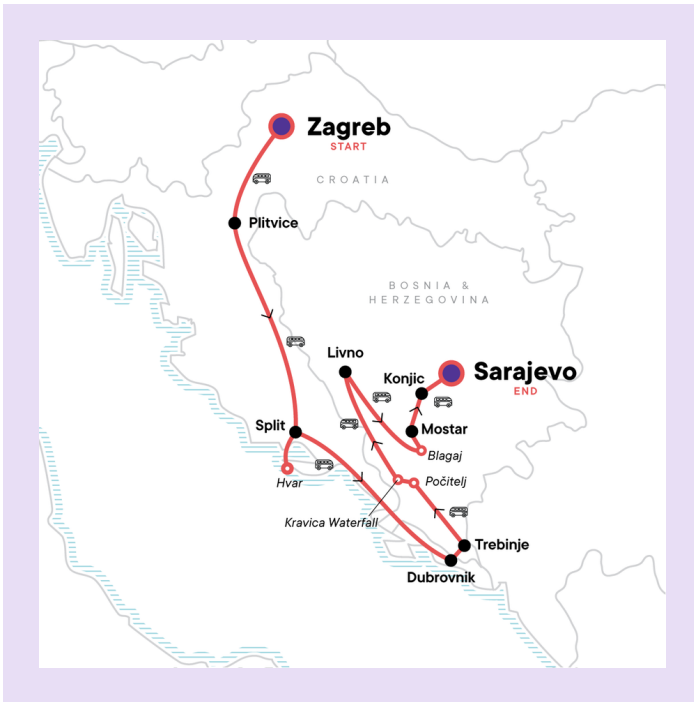 Zagreb
START
CROATIA
Plitvice
BOSNIA &
HERZEGOVINA
Livno
Konjic
Sarajevo
END
Split
Mostar
Blagaj
Hvar
Počitelj
Kravica Waterfall
Trebinje
Dubrovnik